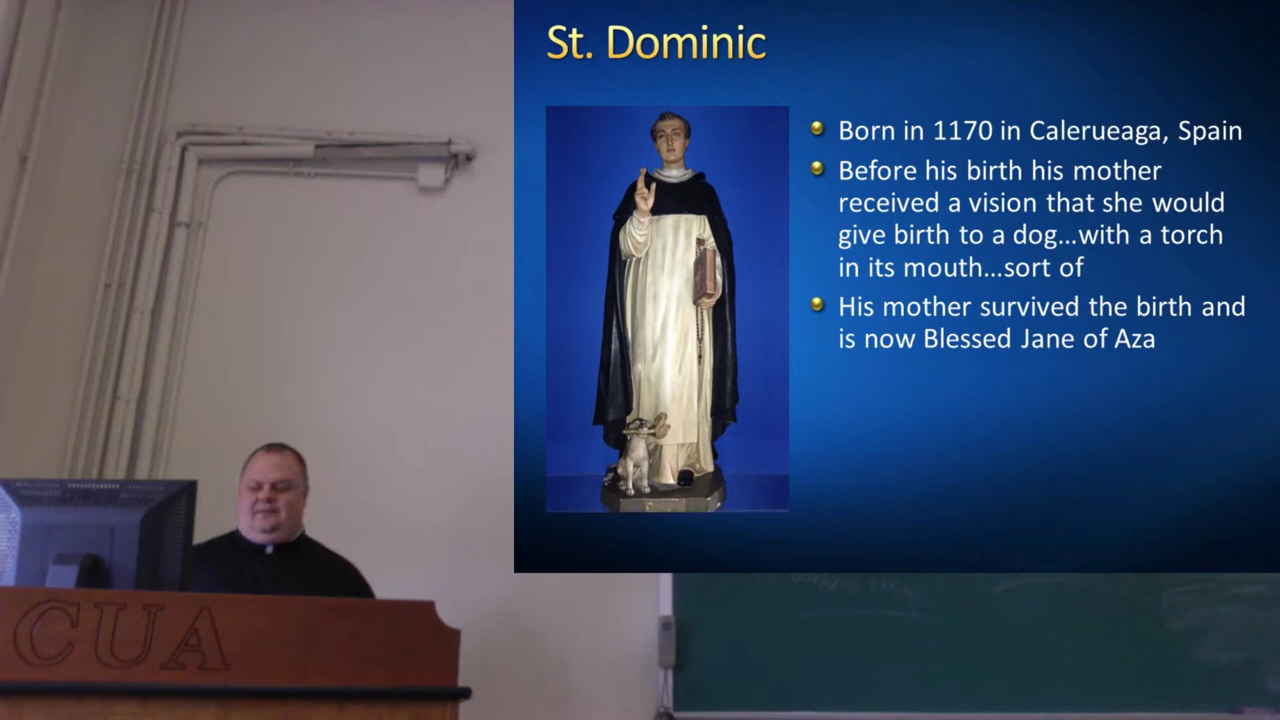 St. Dominic
Born in 1170 in Calerueaga, Spain
Before his birth his mother
received a vision that she would
give birth to a dog...with a torch
in its mouth...sort of
His mother survived the birth and
is now Blessed Jane of Aza
CUA